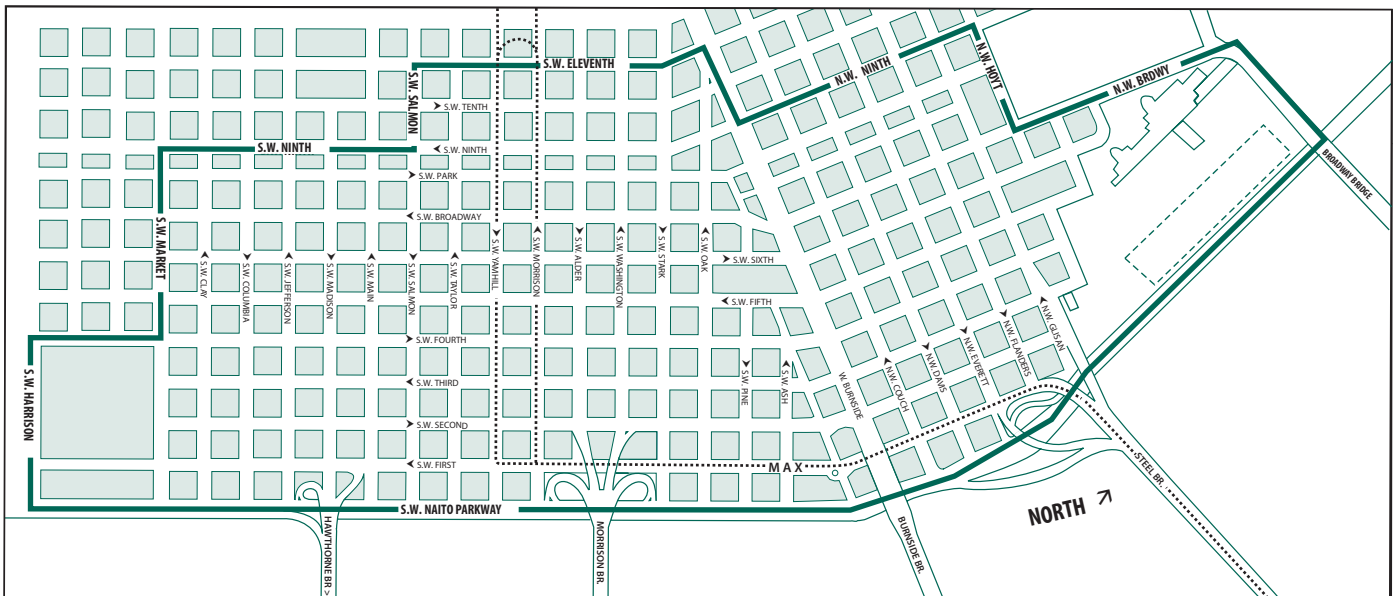 S.W. ELEVENTH
S.W. SALMON
S.W. TENTH
S.W. NINTH
S.W. NINTH
S.W. PARK
S.W. BROADWAY
S.W. MARKET
S.W. CLAY
S.W. COLUMBIA
S.W. JEFFERSON
S.W. MADISON
S.W. MAIN
S.W. SALMON
S.W. TAYLOR
S.W. YAMHILL
S.W. MORRISON
S.W. ALDER
S.W. WASHINGTON
S.W. STARK
S.W. OAK
S.W. SIXTH
S.W. FIFTH
S.W. FOURTH
S.W. THIRD
S.W. SECOND
S.W. FIRST
S.W. PINE
S.W. ASH
W. BURNSIDE
N.W. COUCH
N.W. DAVIS
N.W. EVERETT
N.W. FLANDERS
N.W. GLISAN
N.W. NINTH
N.W. HOYT
N.W. BRDWY
BROADWAY BRIDGE
S.W. HARRISON
M A X
STEEL BR.
S.W. NAITO PARKWAY
NORTH
HAWTHORNE BR >
MORRISON BR.
BURNSIDE BR.